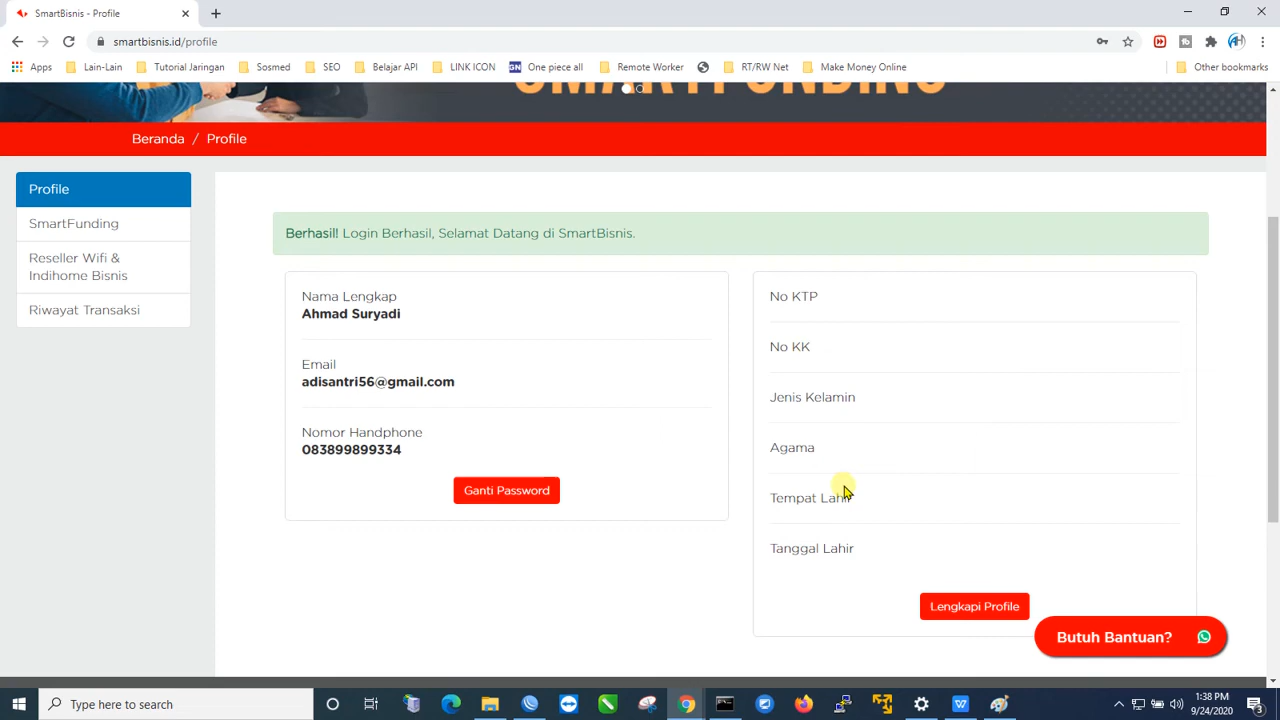 SmartBisnis - Profile
smartbisnis.id/profile
Apps
Lain-Lain
Tutorial Jaringan
Sosmed
SEO
Belajar API
LINK ICON
GN
One piece all
Remote Worker
RT/RW Net
Make Money Online
Other bookmarks
SMARTFUNDING
Beranda / Profile
Profile
SmartFunding
Reseller Wifi &
Indihome Bisnis
Riwayat Transaksi
Berhasil! Login Berhasil, Selamat Datang di SmartBisnis.
Nama Lengkap
Ahmad Suryadi
Email
adisantri56@gmail.com
Nomor Handphone
083899899334
Ganti Password
No KTP
No KK
Jenis Kelamin
Agama
Tempat Lahir
Tanggal Lahir
Lengkapi Profile
Butuh Bantuan?
Type here to search
1:38 PM
9/24/2020